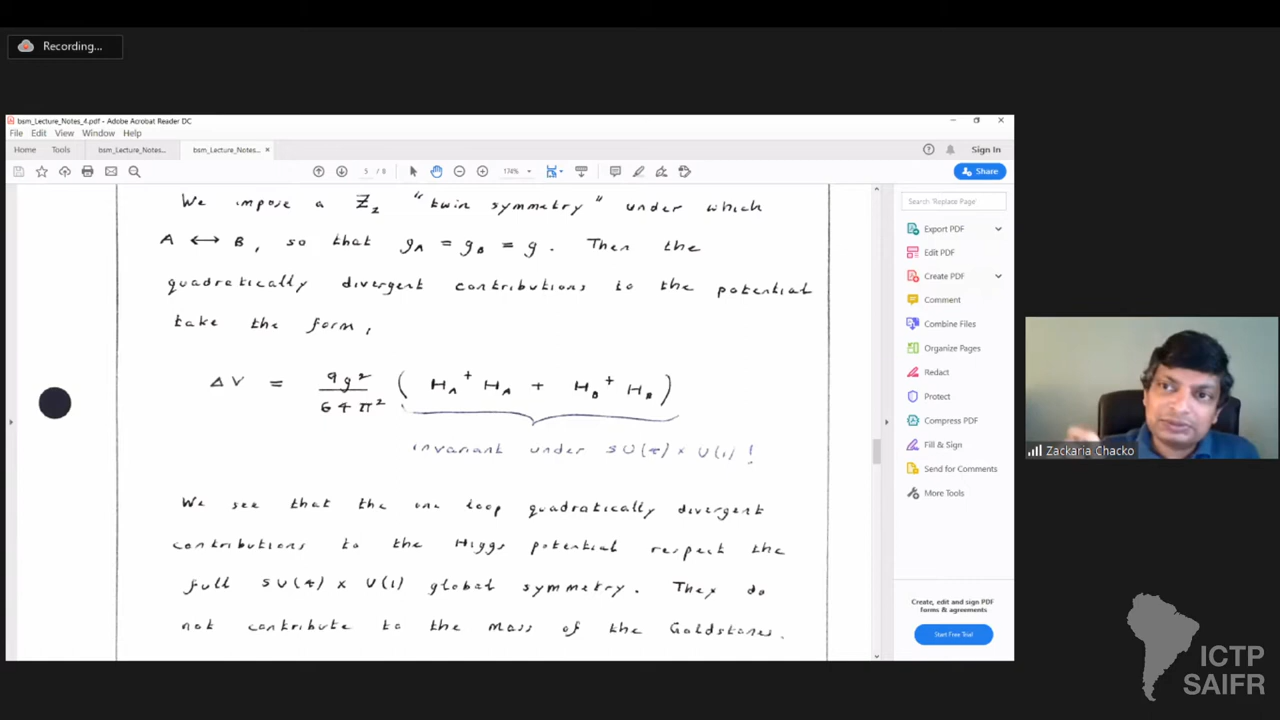 Recording...
bsm_Lecture_Notes_4.pdf - Adobe Acrobat Reader DC
File Edit View Window Help
Home Tools bsm_Lecture_Notes... bsm_Lecture_Notes... ×
Sign In
5 / 8 174%
Share
We impose a Z₂ "twin symmetry" under which
A ↔ B, so that g_A = g_B = g. Then the
quadratically divergent contributions to the potential
take the form,
ΔV = 9g²/64π² (H_A⁺ H_A + H_B⁺ H_B)
invariant under SU(4) × U(1)!
We see that the one loop quadratically divergent
contributions to the Higgs potential respect the
full SU(4) × U(1) global symmetry. They do
not contribute to the mass of the Goldstones.
Search 'Replace Page'
Export PDF
Edit PDF
Create PDF
Comment
Combine Files
Organize Pages
Redact
Protect
Compress PDF
Fill & Sign
Send for Comments
More Tools
Create, edit and sign PDF
forms & agreements
Start Free Trial
Zackaria Chacko
ICTP
SAIFR